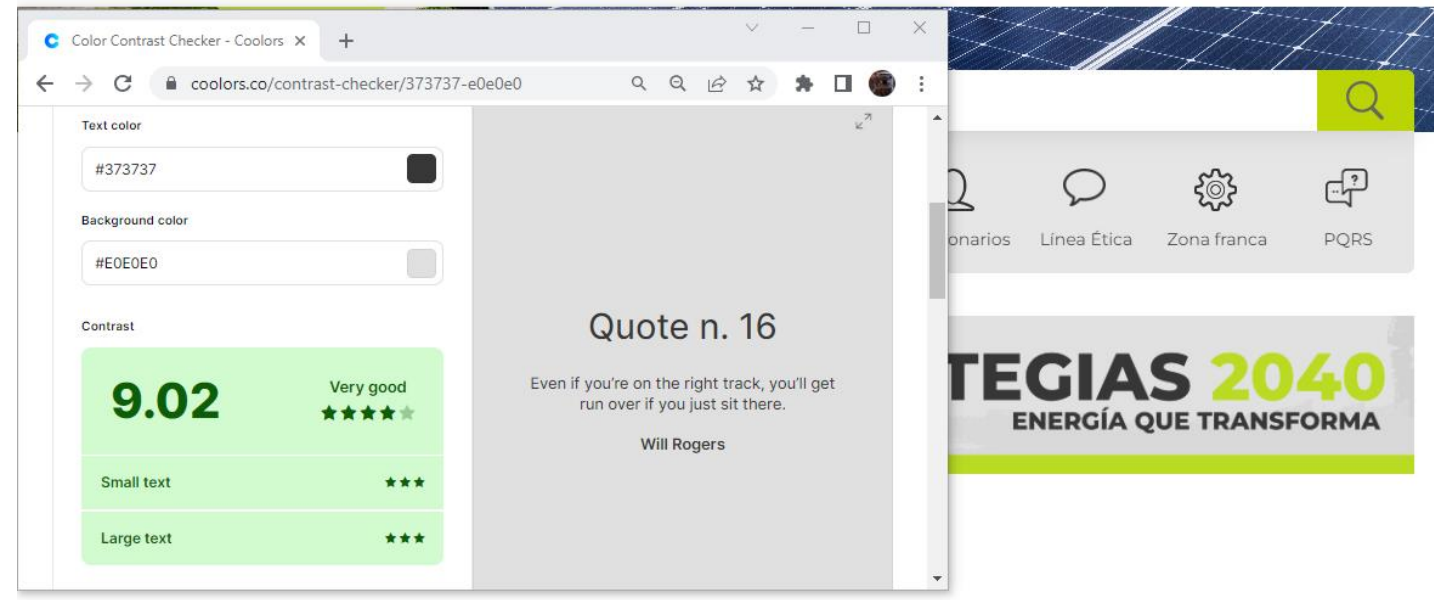 Color Contrast Checker - Coolors
coolors.co/contrast-checker/373737-e0e0e0
Text color
#373737
Background color
#E0E0E0
Contrast
9.02
Very good
Small text
Large text
Quote n. 16
Even if you're on the right track, you'll get
run over if you just sit there.
Will Rogers
onarios
Línea Ética
Zona franca
PQRS
TEGIAS 2040
ENERGÍA QUE TRANSFORMA